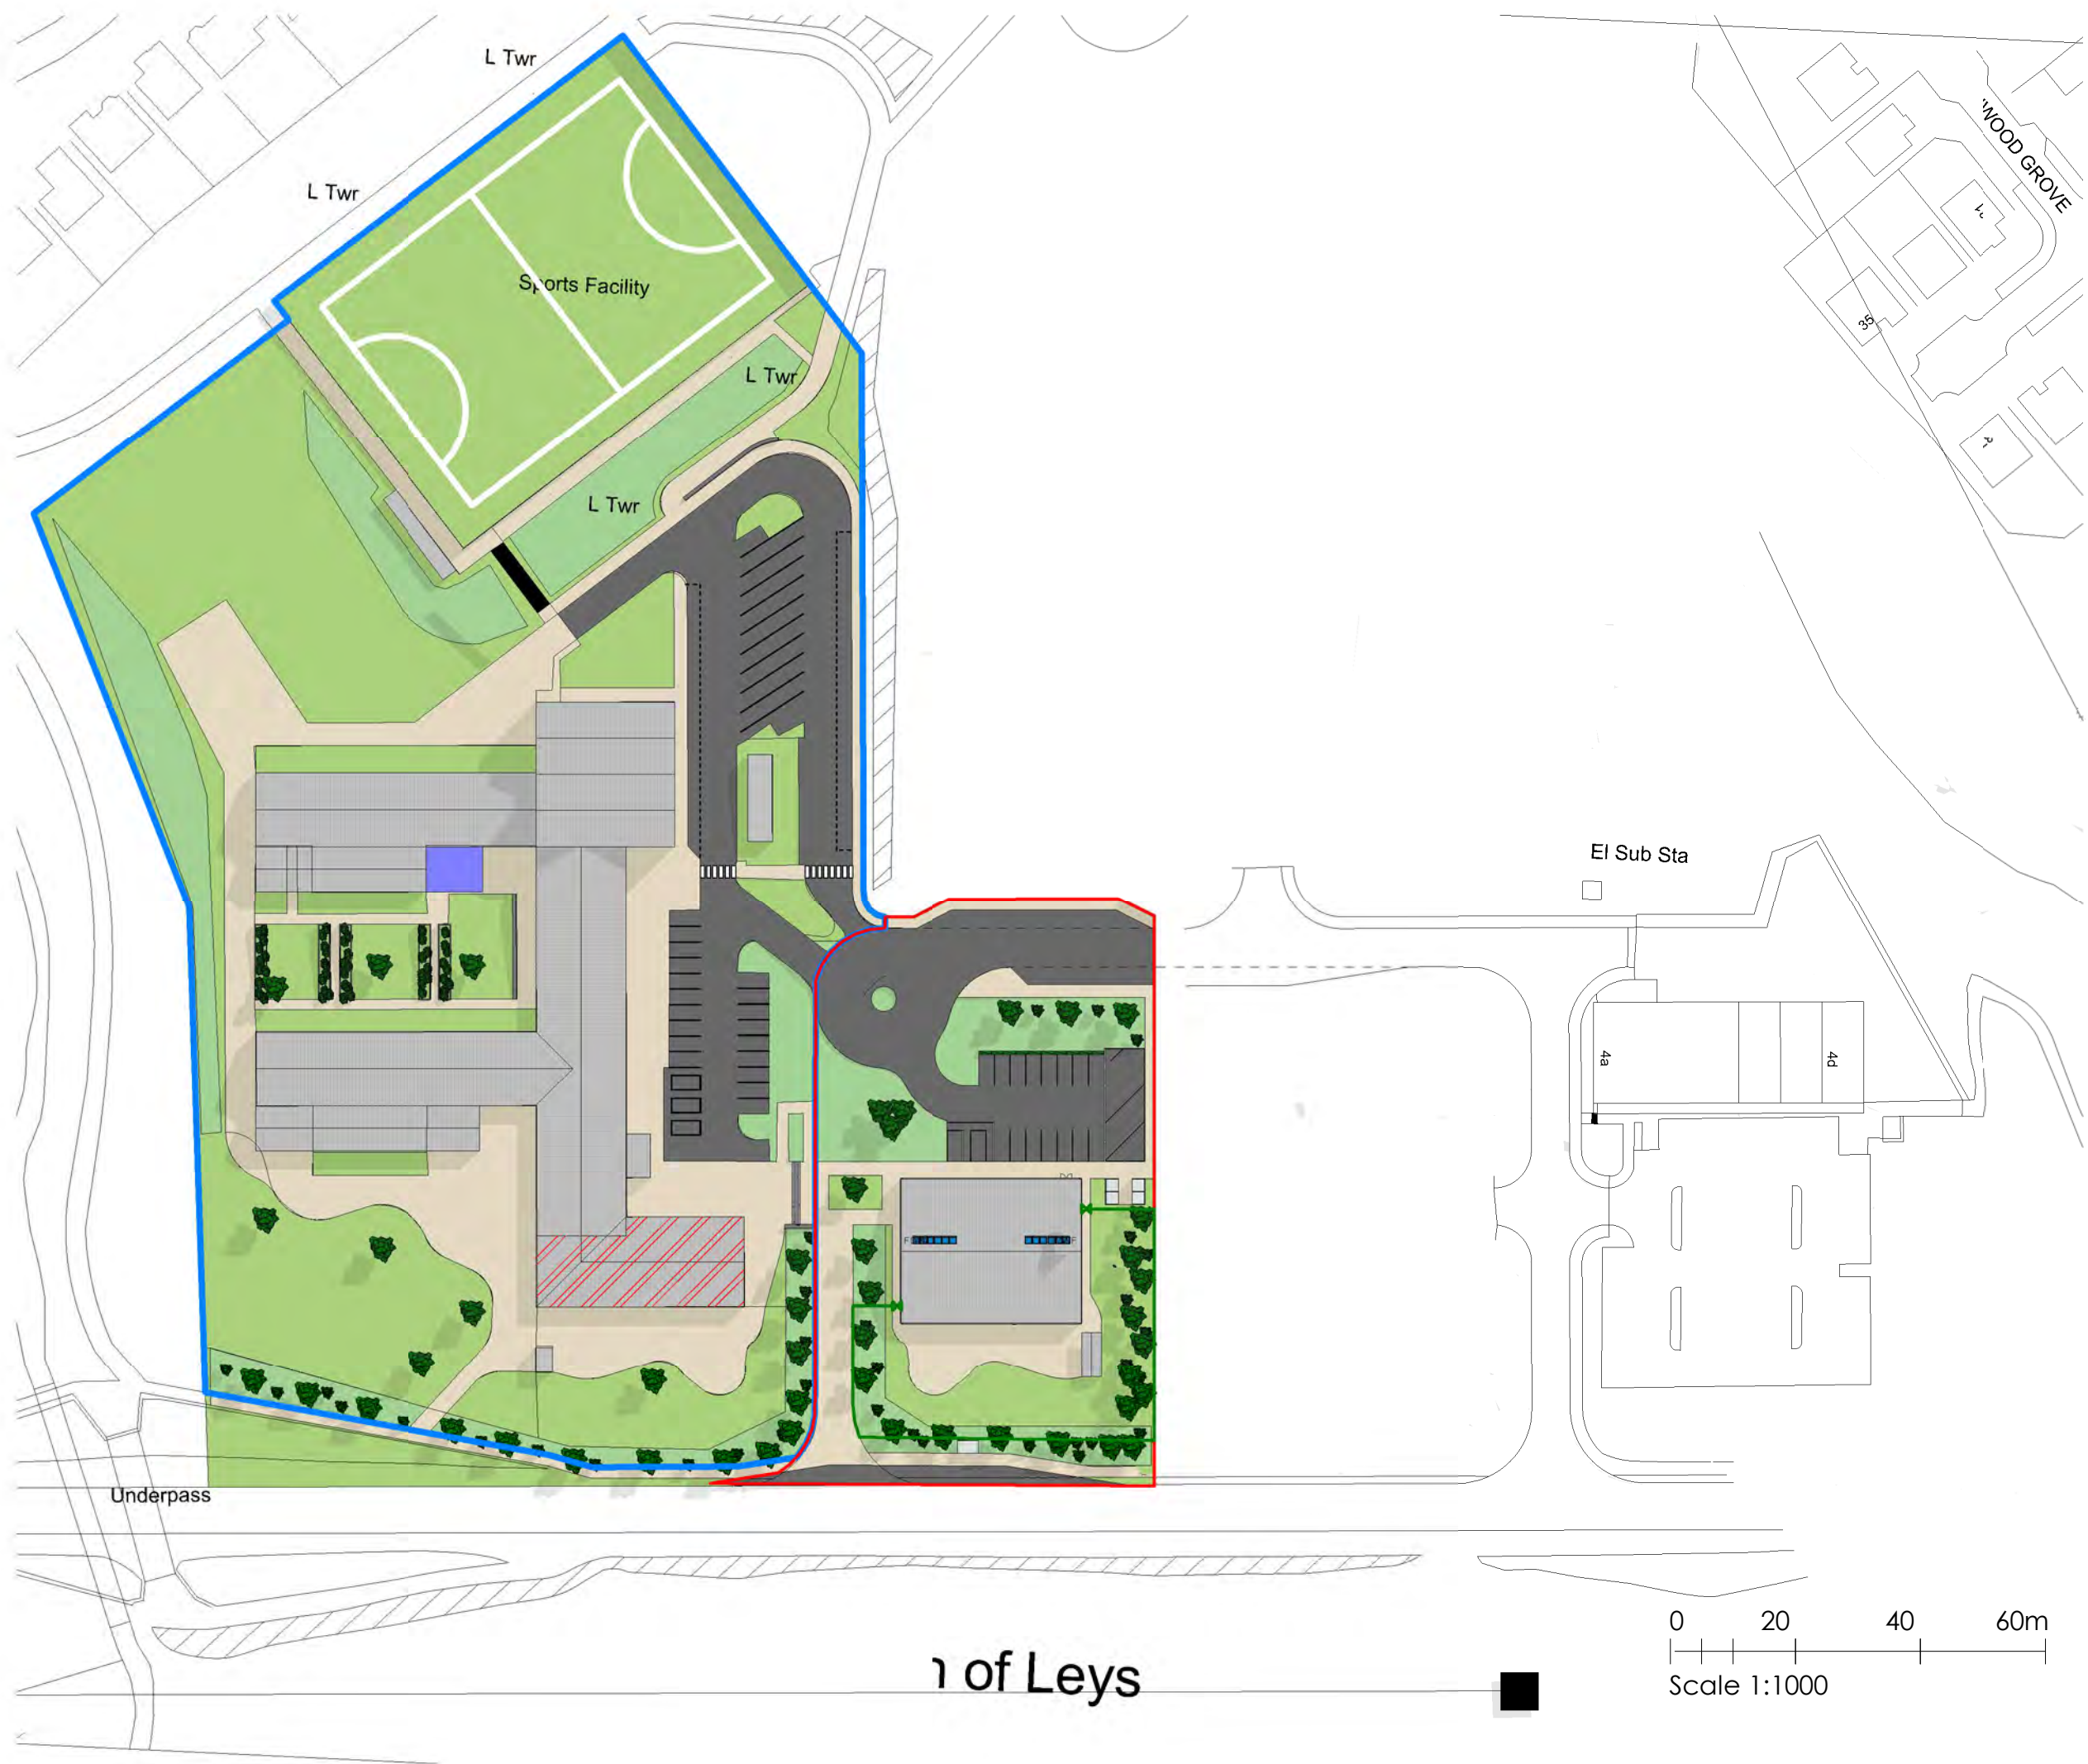 L Twr
L Twr
WOOD GROVE
Sports Facility
35
L Twr
L Twr
El Sub Sta
4a
4d
F
F
Underpass
0 20 40 60m
of Leys
Scale 1:1000